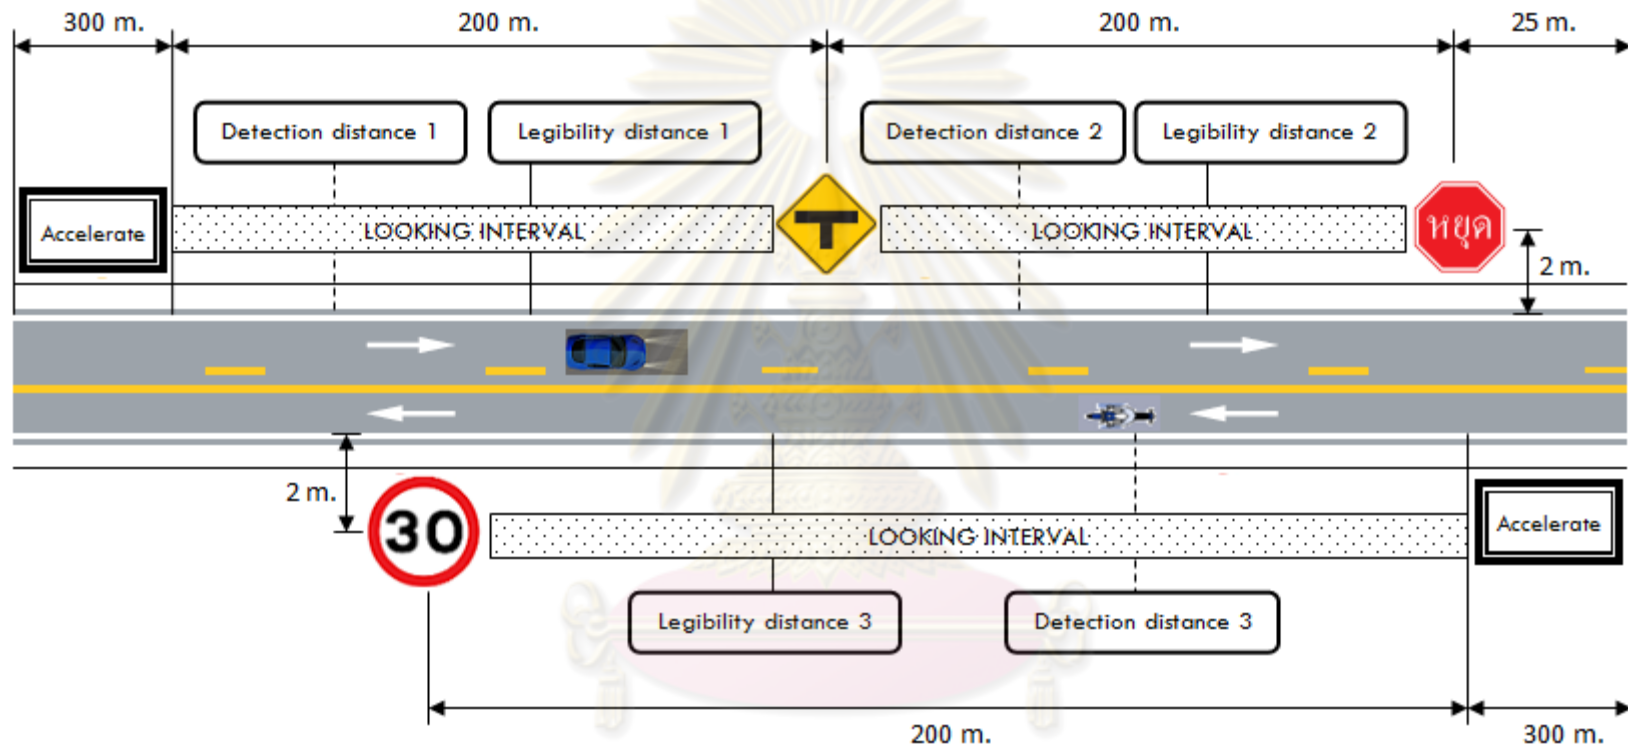 300 m.
200 m.
200 m.
25 m.
Detection distance 1
Legibility distance 1
Detection distance 2
Legibility distance 2
Accelerate
LOOKING INTERVAL
LOOKING INTERVAL
หยุด
2 m.
2 m.
30
LOOKING INTERVAL
Accelerate
Legibility distance 3
Detection distance 3
200 m.
300 m.